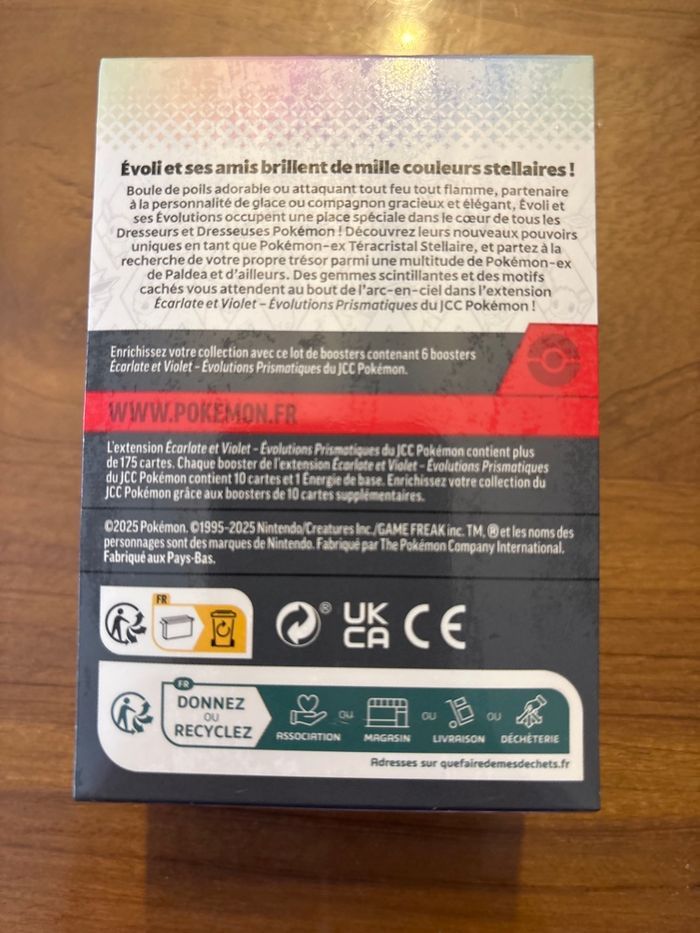 Évoli et ses amis brillent de mille couleurs stellaires !
Boule de poils adorable ou attaquant tout feu tout flamme, partenaire
à la personnalité de glace ou compagnon gracieux et élégant, Évoli et
ses Évolutions occupent une place spéciale dans le cœur de tous les
Dresseurs et Dresseuses Pokémon ! Découvrez leurs nouveaux pouvoirs
uniques en tant que Pokémon-ex Téracristal Stellaire, et partez à la
recherche de votre propre trésor parmi une multitude de Pokémon-ex
de Paldea et d'ailleurs. Des gemmes scintillantes et des motifs
cachés vous attendent au bout de l'arc-en-ciel dans l'extension
Écarlate et Violet – Évolutions Prismatiques du JCC Pokémon !
Enrichissez votre collection avec ce lot de boosters contenant 6 boosters
Écarlate et Violet – Évolutions Prismatiques du JCC Pokémon.
WWW.POKEMON.FR
L'extension Écarlate et Violet – Évolutions Prismatiques du JCC Pokémon contient plus
de 175 cartes. Chaque booster de l'extension Écarlate et Violet – Évolutions Prismatiques
du JCC Pokémon contient 10 cartes et 1 Énergie de base. Enrichissez votre collection du
JCC Pokémon grâce aux boosters de 10 cartes supplémentaires.
©2025 Pokémon. ©1995–2025 Nintendo/Creatures Inc./GAME FREAK inc. TM, ® et les noms des
personnages sont des marques de Nintendo. Fabriqué par The Pokémon Company International.
Fabriqué aux Pays-Bas.
FR
® UK CA CE
FR
DONNEZ
OU
RECYCLEZ
ASSOCIATION OU MAGASIN OU LIVRAISON OU DÉCHÈTERIE
Adresses sur quefairedemesdechets.fr